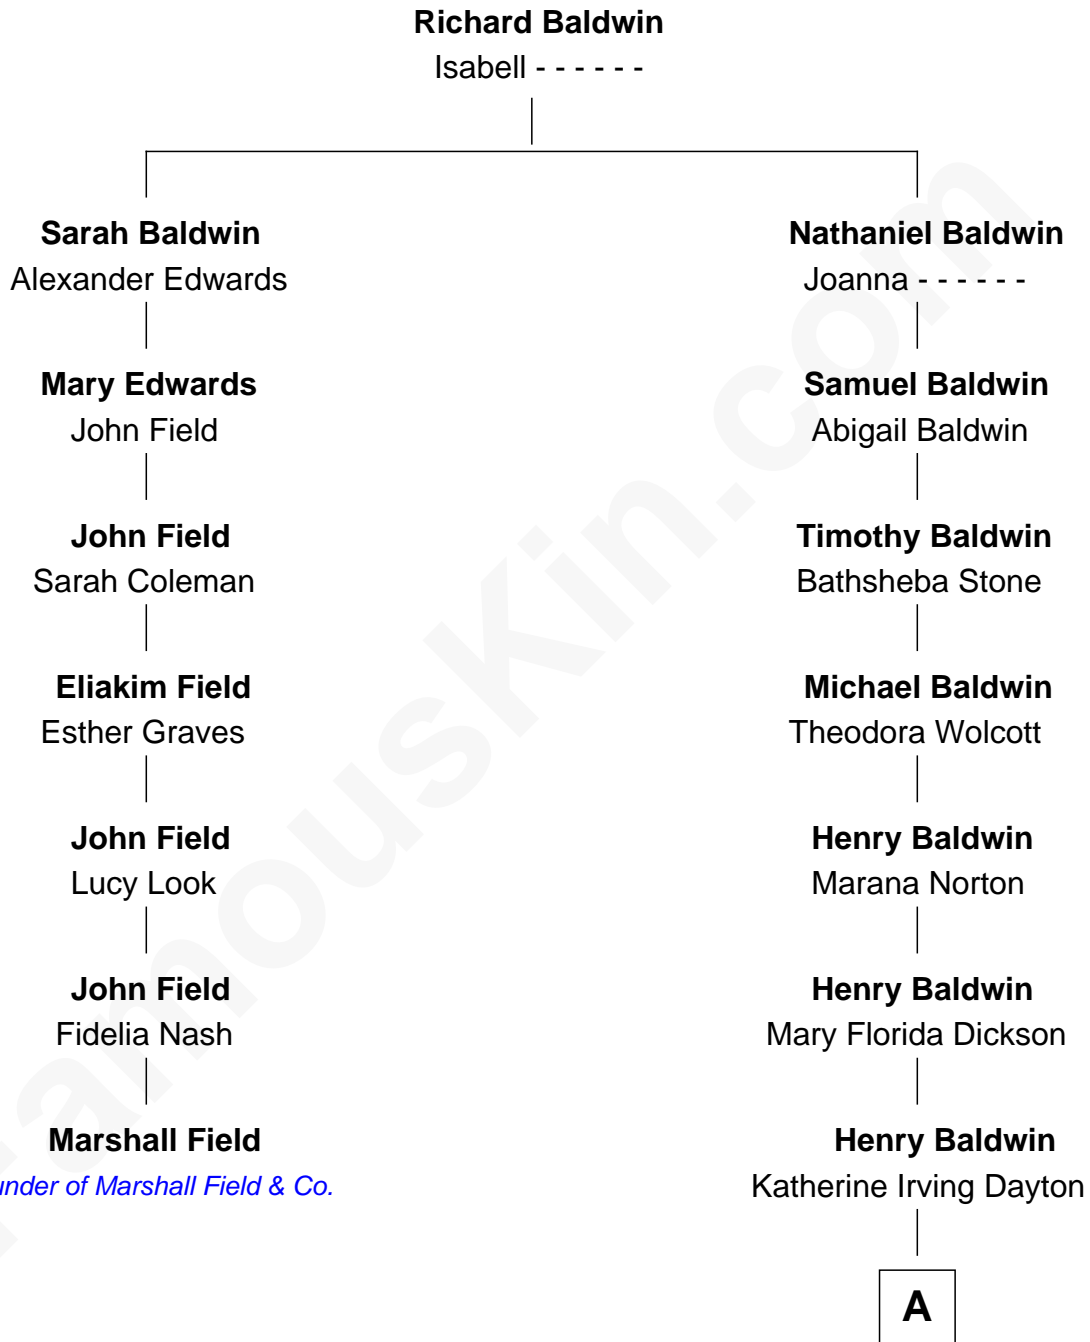 Richard Baldwin
Isabell - - - - - -
Sarah Baldwin
Alexander Edwards
Nathaniel Baldwin
Joanna - - - - - -
Mary Edwards
John Field
Samuel Baldwin
Abigail Baldwin
John Field
Sarah Coleman
Timothy Baldwin
Bathsheba Stone
Eliakim Field
Esther Graves
Michael Baldwin
Theodora Wolcott
John Field
Lucy Look
Henry Baldwin
Marana Norton
John Field
Fidelia Nash
Henry Baldwin
Mary Florida Dickson
Marshall Field
under of Marshall Field & Co.
Henry Baldwin
Katherine Irving Dayton
A
FamousKin.com